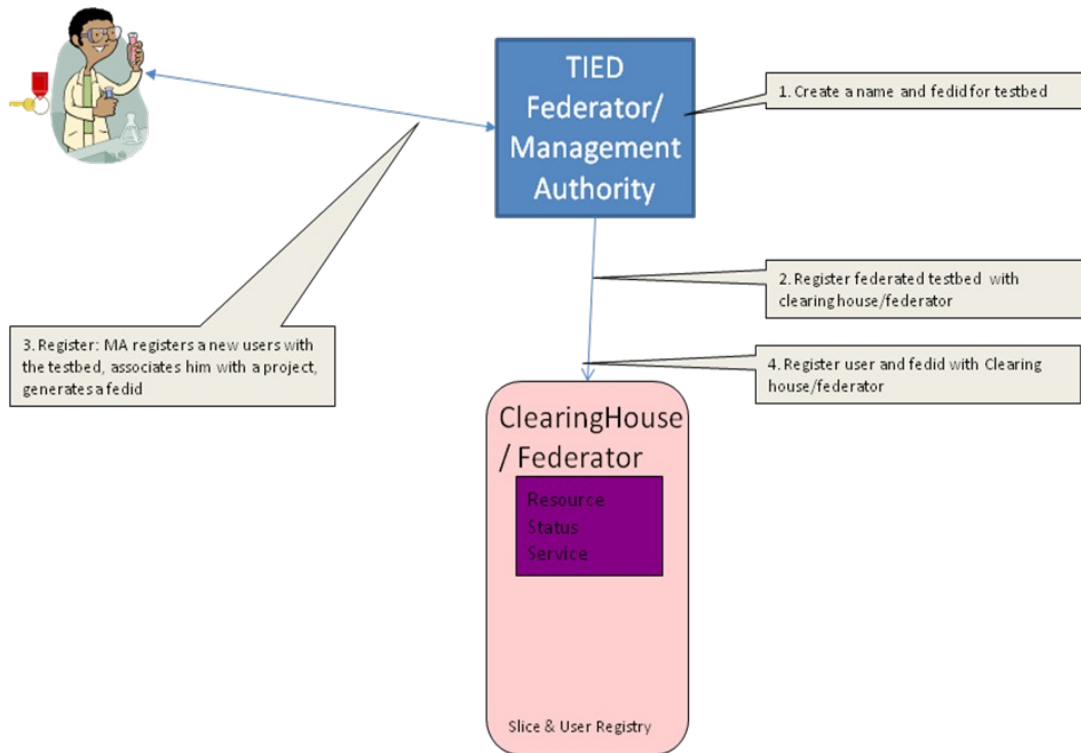 TIED
Federator/
Management
Authority
1. Create a name and fedid for testbed
2. Register federated testbed with
clearing house/federator
3. Register: MA registers a new users with
the testbed, associates him with a project,
generates a fedid
4. Register user and fedid with Clearing
house/federator
ClearingHouse
/ Federator
Resource
Status
Service
Slice & User Registry